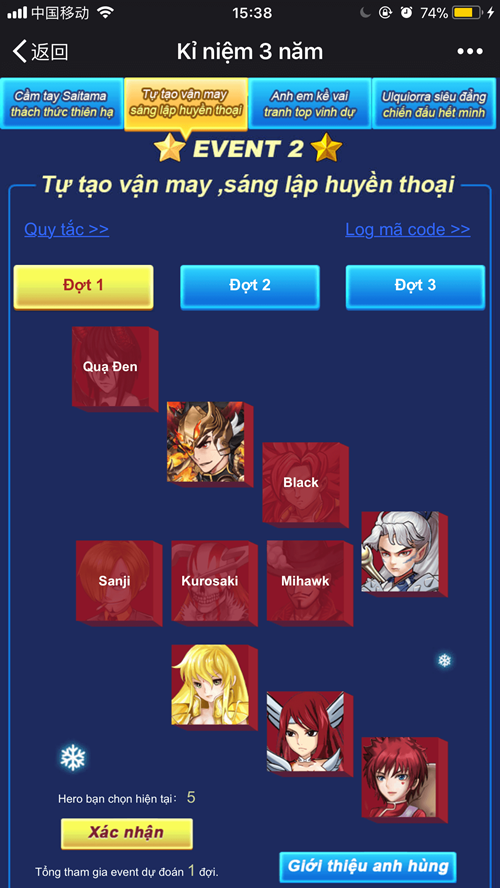 中国移动
15:38
74%
返回
Kỉ niệm 3 năm
Cầm tay Saitama
thách thức thiên hạ
Tự tạo vận may
sáng lập huyền thoại
Anh em kề vai
tranh top vinh dự
Ulquiorra siêu đẳng
chiến đấu hết mình
EVENT 2
Tự tạo vận may ,sáng lập huyền thoại
Quy tắc >>
Log mã code >>
Đợt 1
Đợt 2
Đợt 3
Quạ Đen
Black
Sanji
Kurosaki
Mihawk
Hero bạn chọn hiện tại: 5
Xác nhận
Tổng tham gia event dự đoán 1 đợi.
Giới thiệu anh hùng